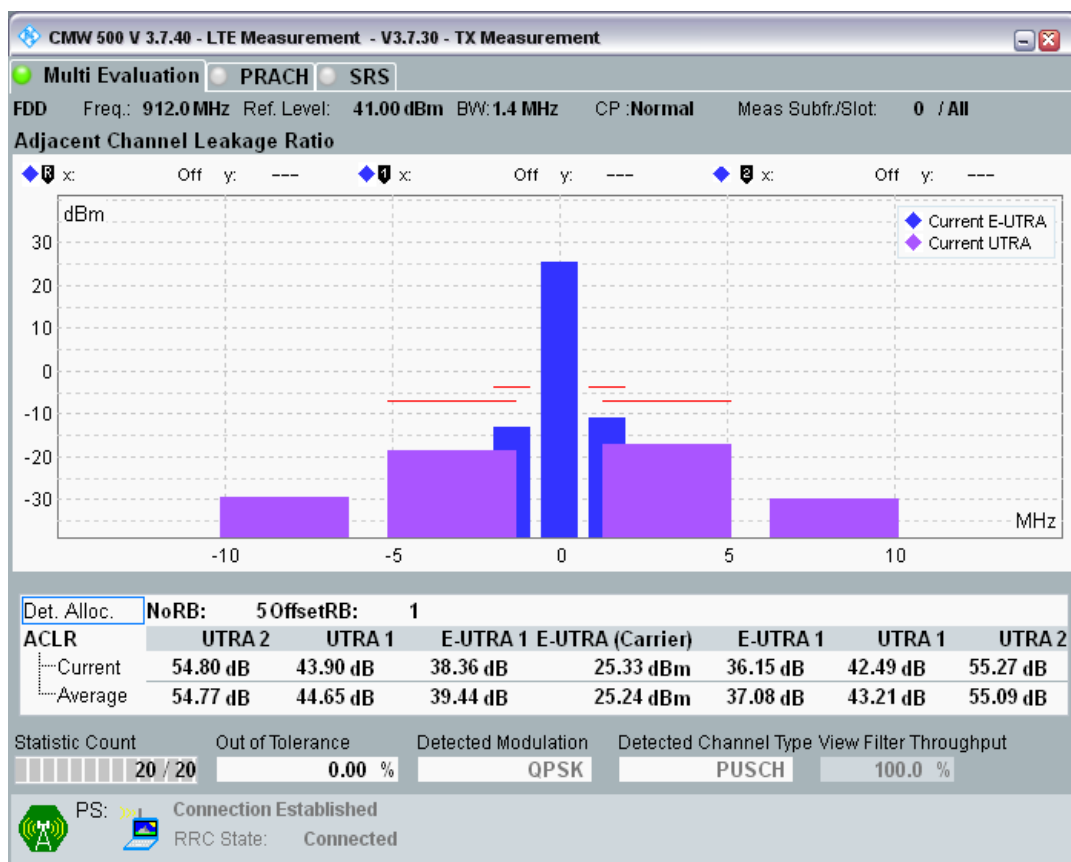 CMW 500 V 3.7.40 - LTE Measurement - V3.7.30 - TX Measurement
Multi Evaluation PRACH SRS
FDD Freq.: 912.0 MHz Ref. Level: 41.00 dBm BW: 1.4 MHz CP :Normal Meas Subfr./Slot: 0 / All
Adjacent Channel Leakage Ratio
R x: Off y: --- 1 x: Off y: --- 2 x: Off y: ---
dBm
Current E-UTRA
Current UTRA
30
20
10
0
-10
-20
-30
MHz
-10 -5 0 5 10
Det. Alloc. NoRB: 5 OffsetRB: 1
ACLR UTRA 2 UTRA 1 E-UTRA 1 E-UTRA (Carrier) E-UTRA 1 UTRA 1 UTRA 2
Current 54.80 dB 43.90 dB 38.36 dB 25.33 dBm 36.15 dB 42.49 dB 55.27 dB
Average 54.77 dB 44.65 dB 39.44 dB 25.24 dBm 37.08 dB 43.21 dB 55.09 dB
Statistic Count Out of Tolerance Detected Modulation Detected Channel Type View Filter Throughput
20 / 20 0.00 % QPSK PUSCH 100.0 %
PS: Connection Established
RRC State: Connected